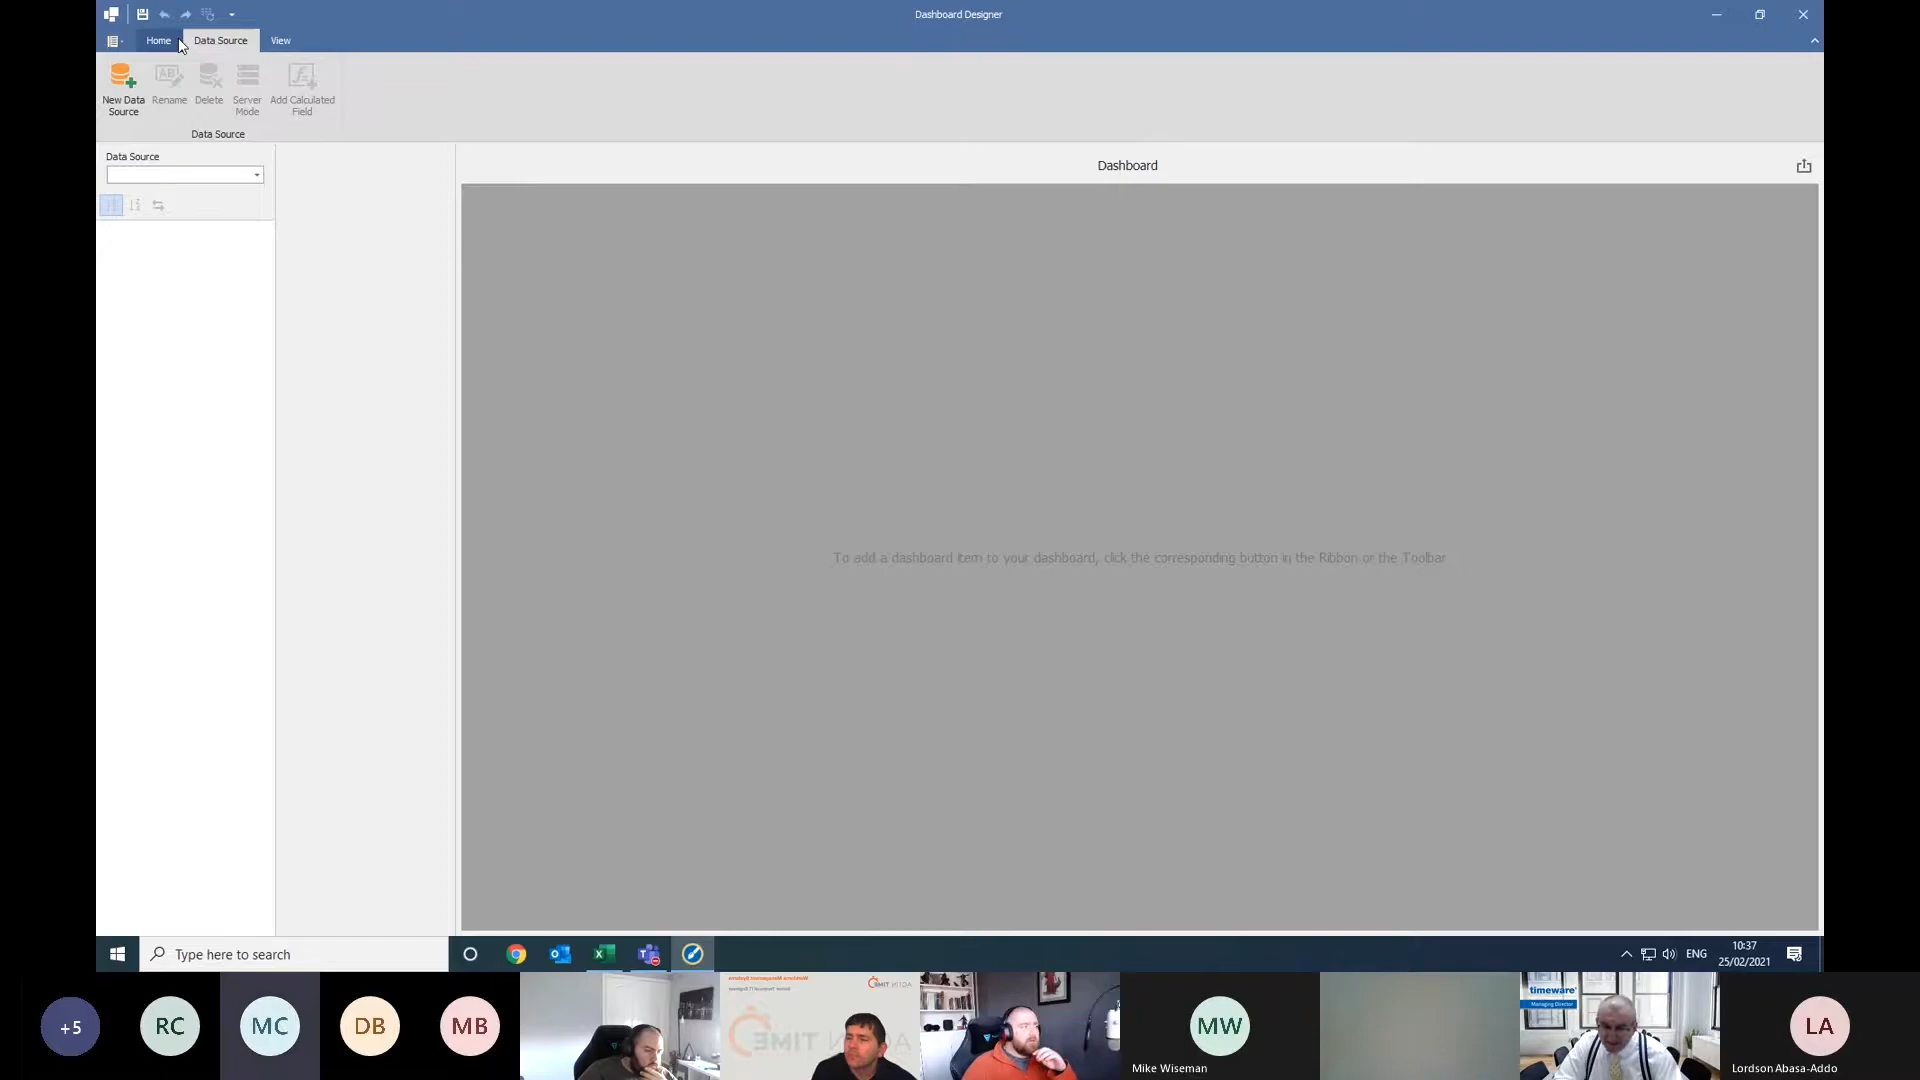 Dashboard Designer
Home
Data Source
View
New Data
Source
Rename
Delete
Server
Mode
Add Calculated
Field
Data Source
Data Source
Dashboard
To add a dashboard item to your dashboard, click the corresponding button in the Ribbon or the Toolbar
Type here to search
ENG
10:37
25/02/2021
+5
RC
MC
DB
MB
MW
Mike Wiseman
timeware®
Managing Director
LA
Lordson Abasa-Addo